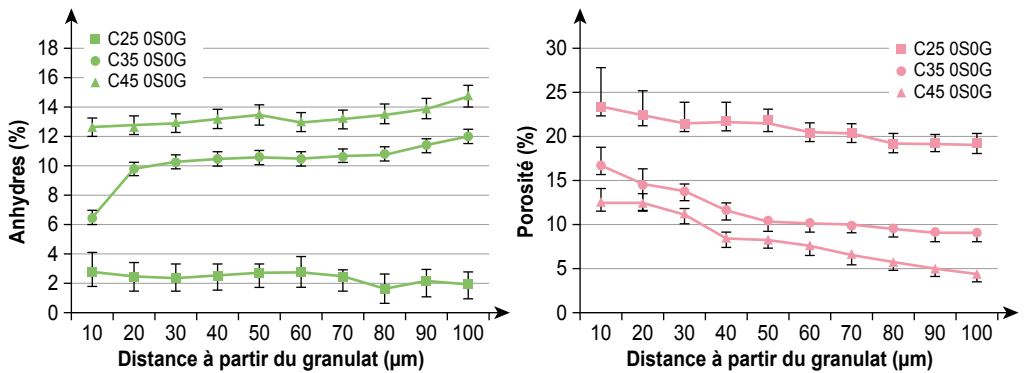 C25 0S0G
C35 0S0G
C45 0S0G
Anhydres (%)
18
16
14
12
10
8
6
4
2
0
10 20 30 40 50 60 70 80 90 100
Distance à partir du granulat (µm)
C25 0S0G
C35 0S0G
C45 0S0G
Porosité (%)
30
25
20
15
10
5
0
10 20 30 40 50 60 70 80 90 100
Distance à partir du granulat (µm)